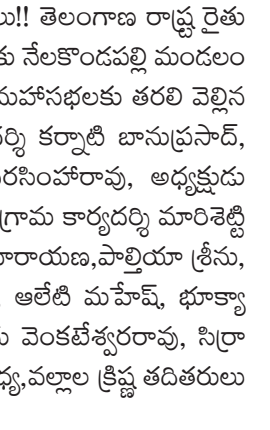 లు!! తెలంగాణ రాష్ట్ర రైతు
కు నేలకొండపల్లి మండలం
మహాసభలకు తరలి వెల్లిన
దర్శి కర్నాటి బానుప్రసాద్,
రసింహారావు, అధ్యక్షుడు
గ్రామ కార్యదర్శి మారిశెట్టి
నారాయణ,పాల్తియా శ్రీను,
ఆలేటి మహేష్, భూక్యా
వెంకటేశ్వరరావు, సిర్రా
ధ్య,వల్లాల క్రిష్ణ తదితరులు